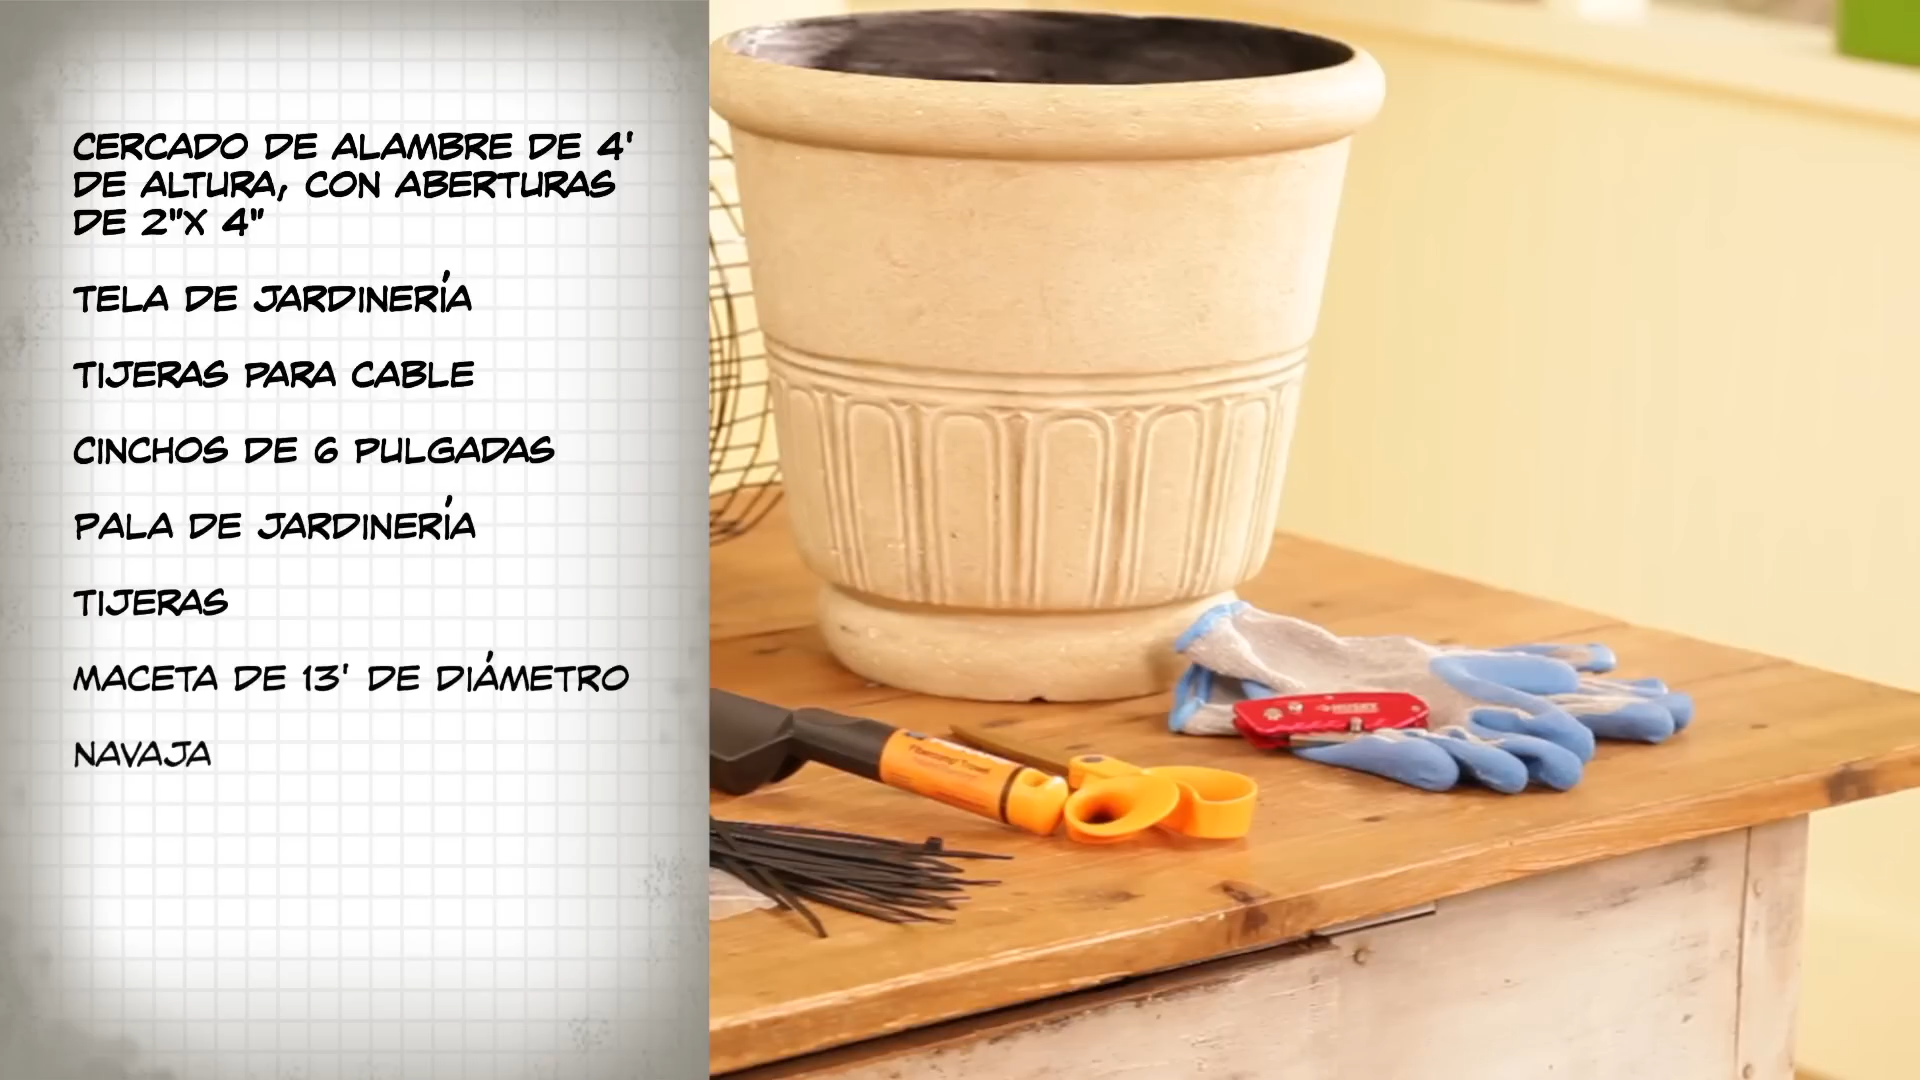 CERCADO DE ALAMBRE DE 4'
DE ALTURA, CON ABERTURAS
DE 2"X 4"
TELA DE JARDINERÍA
TIJERAS PARA CABLE
CINCHOS DE 6 PULGADAS
PALA DE JARDINERÍA
TIJERAS
MACETA DE 13' DE DIÁMETRO
NAVAJA
HUSKY